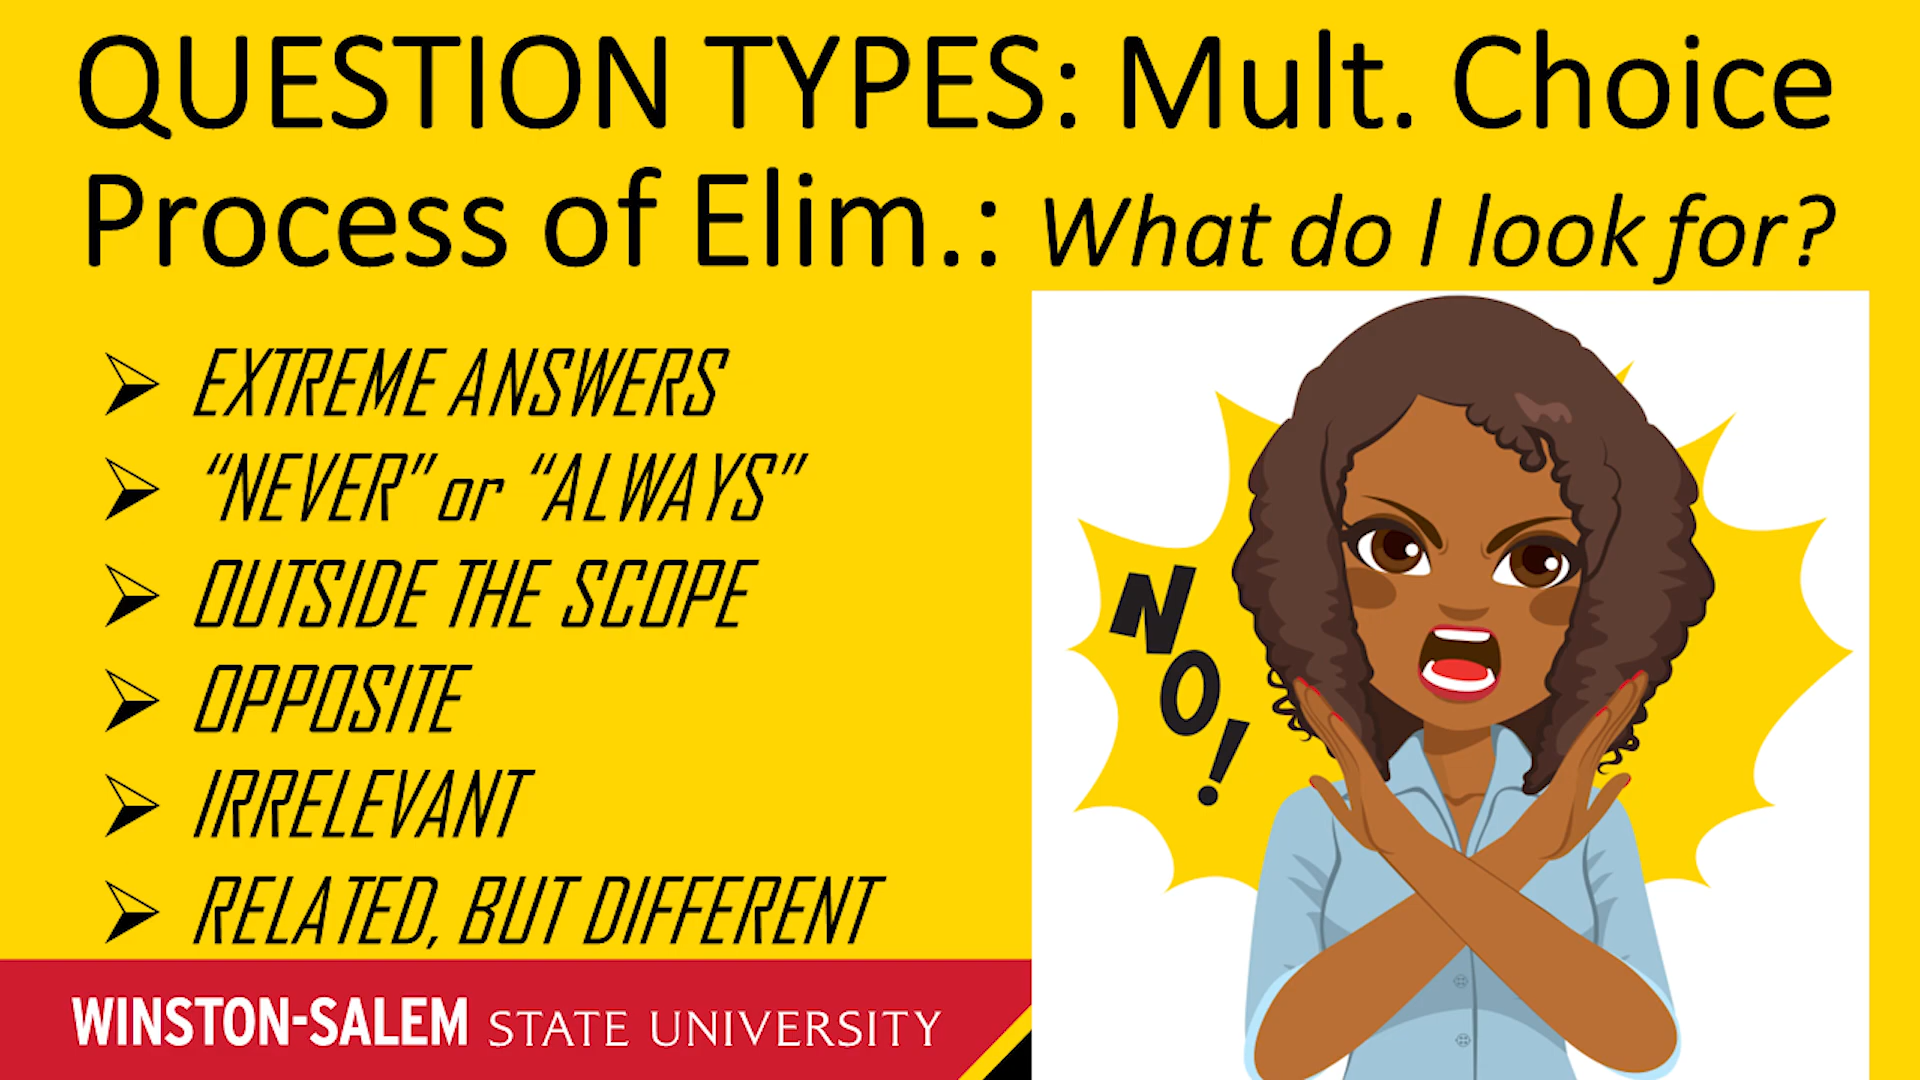 QUESTION TYPES: Mult. Choice
Process of Elim.: What do I look for?
EXTREME ANSWERS
“NEVER” or “ALWAYS”
OUTSIDE THE SCOPE
OPPOSITE
IRRELEVANT
RELATED, BUT DIFFERENT
NO!
WINSTON-SALEM STATE UNIVERSITY